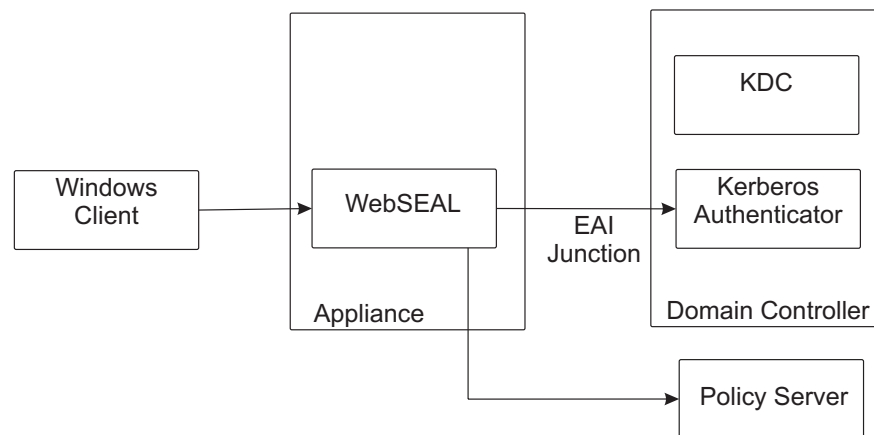 KDC
Windows
Client
WebSEAL
Kerberos
Authenticator
EAI
Junction
Appliance
Domain Controller
Policy Server